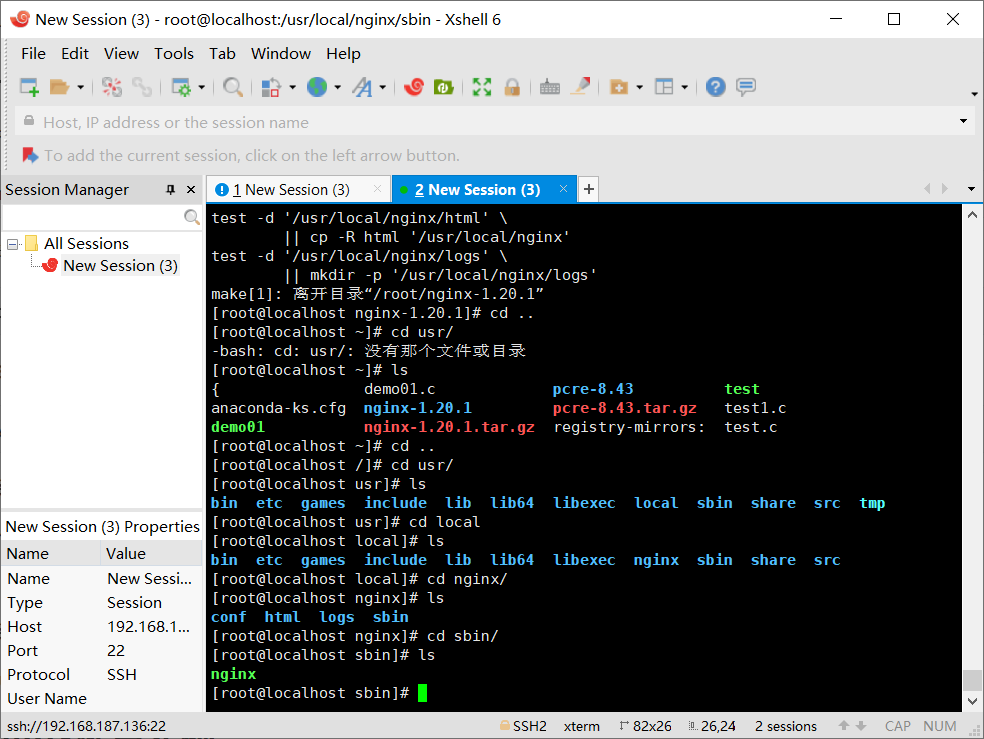 New Session (3) - root@localhost:/usr/local/nginx/sbin - Xshell 6
File Edit View Tools Tab Window Help
Host, IP address or the session name
To add the current session, click on the left arrow button.
Session Manager
1 New Session (3)
2 New Session (3)
All Sessions
New Session (3)
New Session (3) Properties
Name Value
Name New Sessi...
Type Session
Host 192.168.1...
Port 22
Protocol SSH
User Name
test -d '/usr/local/nginx/html' \
|| cp -R html '/usr/local/nginx'
test -d '/usr/local/nginx/logs' \
|| mkdir -p '/usr/local/nginx/logs'
make[1]: 离开目录“/root/nginx-1.20.1”
[root@localhost nginx-1.20.1]# cd ..
[root@localhost ~]# cd usr/
-bash: cd: usr/: 没有那个文件或目录
[root@localhost ~]# ls
{ demo01.c pcre-8.43 test
anaconda-ks.cfg nginx-1.20.1 pcre-8.43.tar.gz test1.c
demo01 nginx-1.20.1.tar.gz registry-mirrors: test.c
[root@localhost ~]# cd ..
[root@localhost /]# cd usr/
[root@localhost usr]# ls
bin etc games include lib lib64 libexec local sbin share src tmp
[root@localhost usr]# cd local
[root@localhost local]# ls
bin etc games include lib lib64 libexec nginx sbin share src
[root@localhost local]# cd nginx/
[root@localhost nginx]# ls
conf html logs sbin
[root@localhost nginx]# cd sbin/
[root@localhost sbin]# ls
nginx
[root@localhost sbin]#
ssh://192.168.187.136:22 SSH2 xterm 82x26 26,24 2 sessions CAP NUM